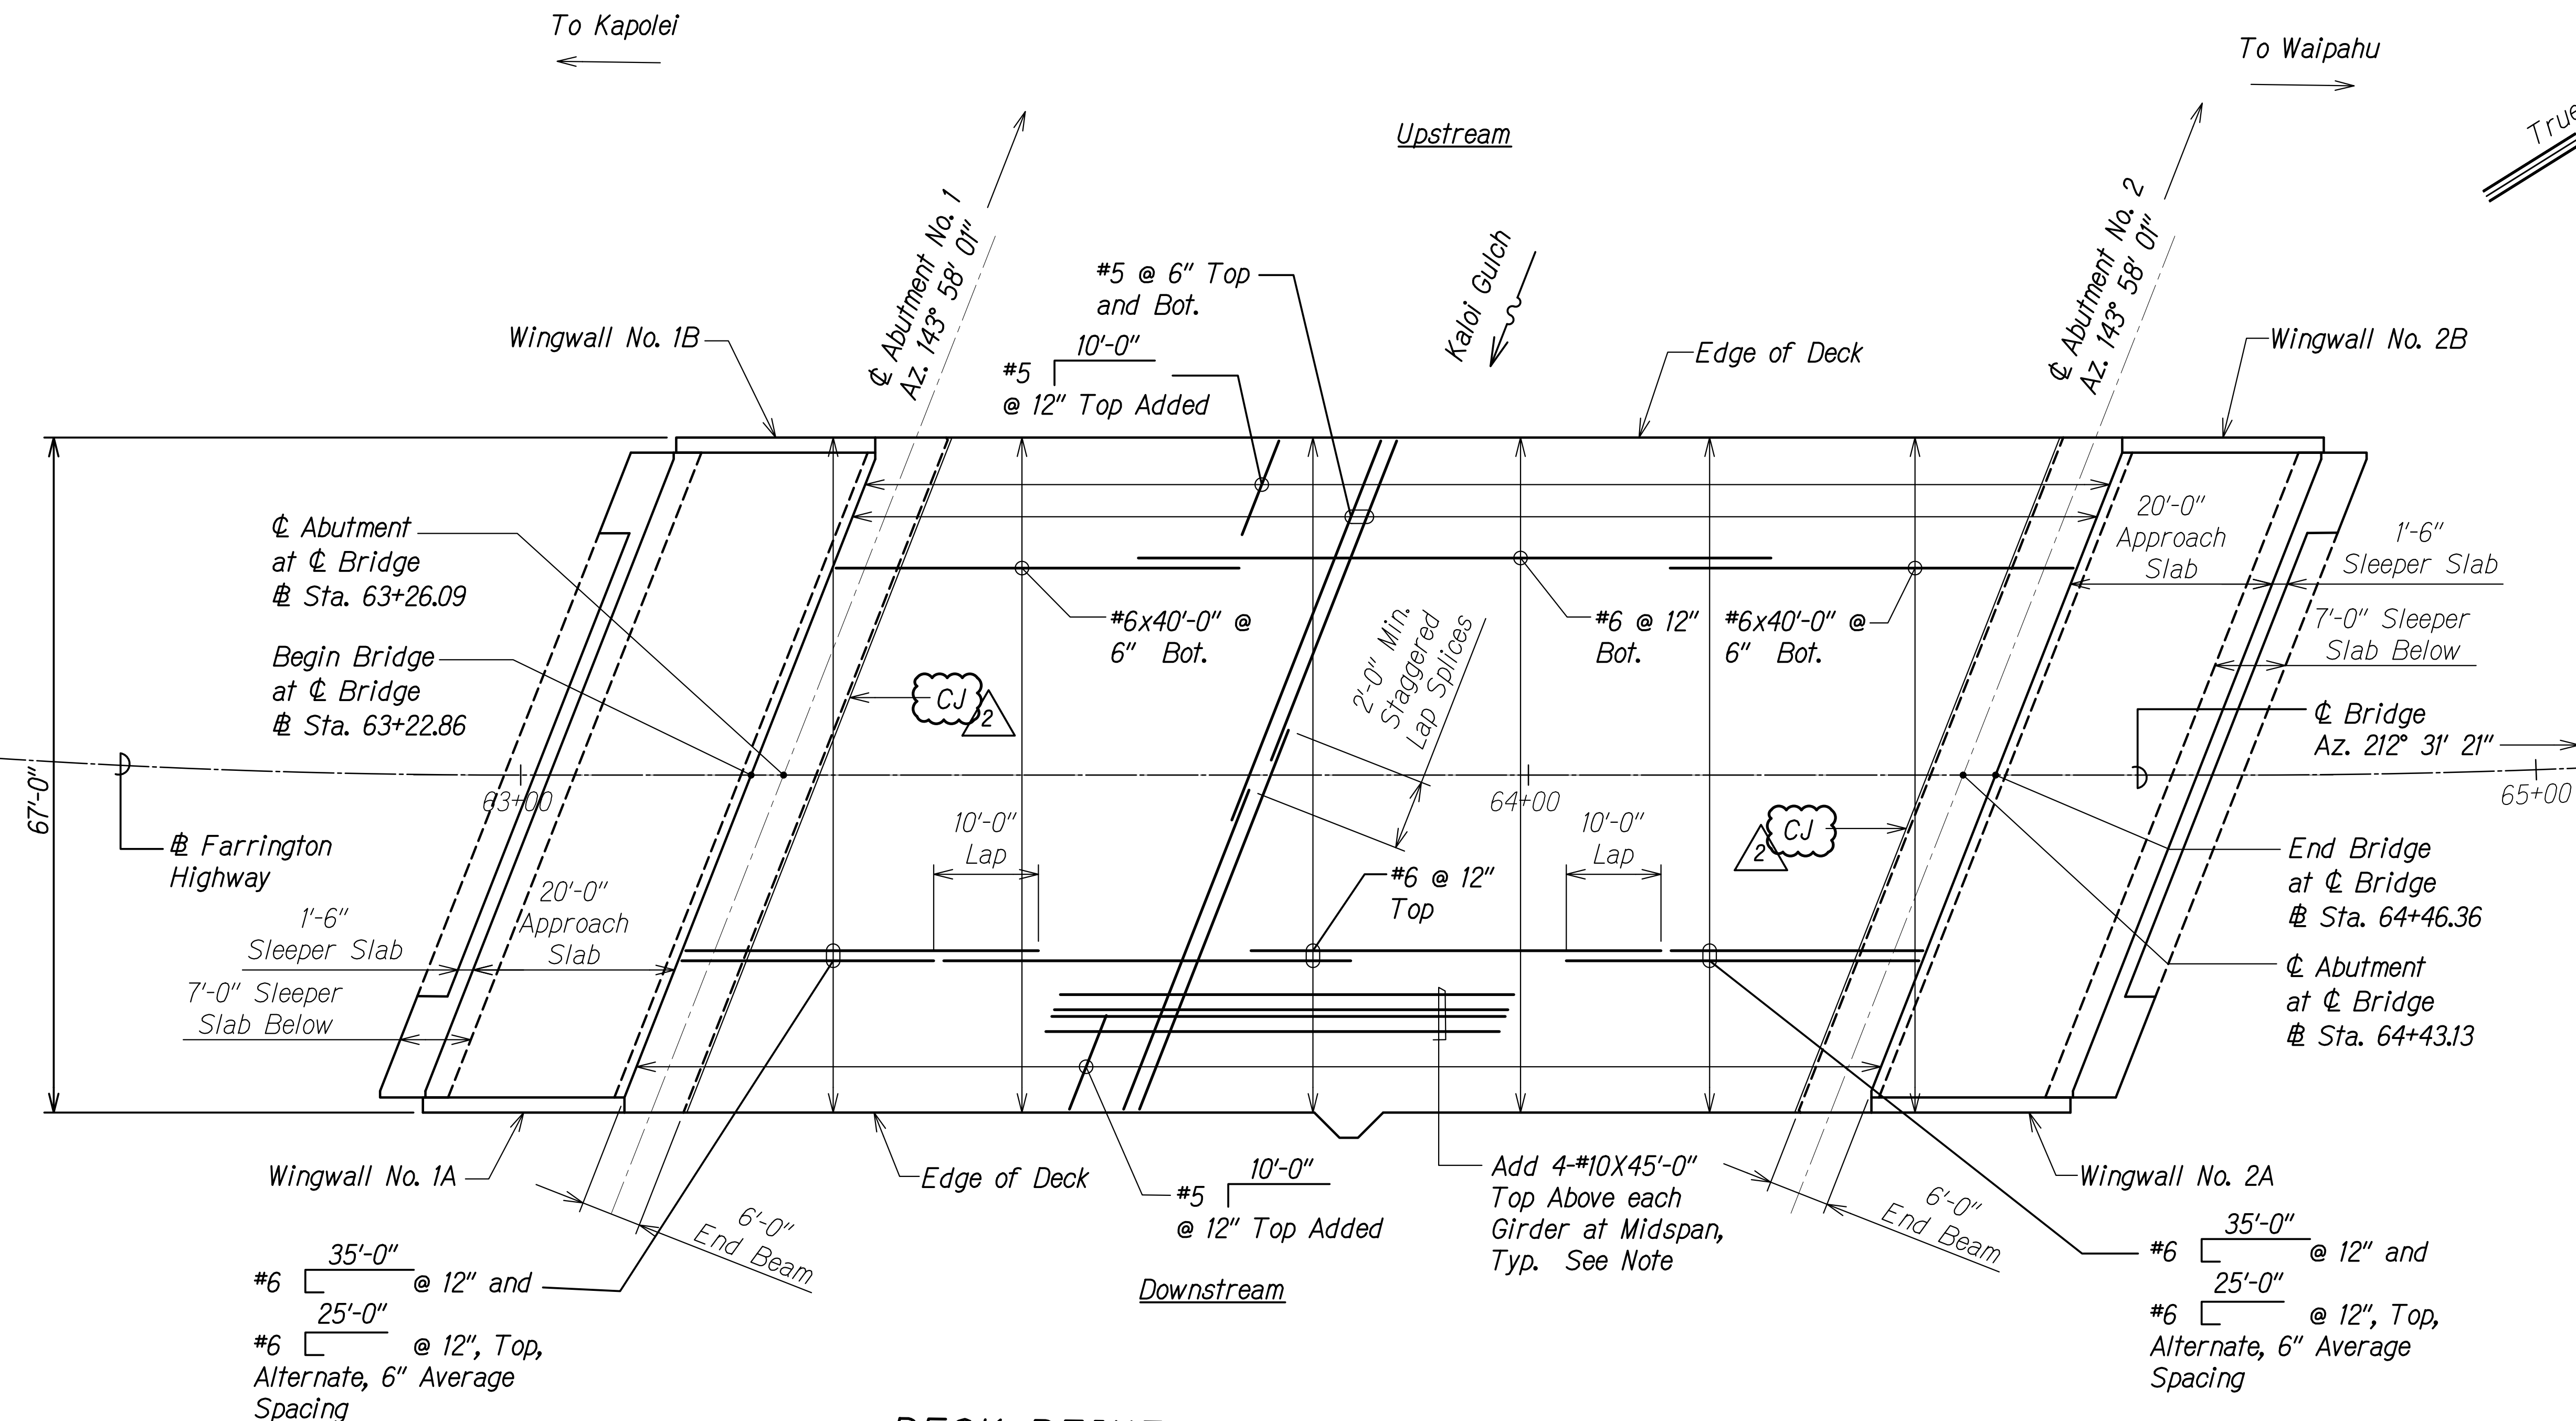 To Kapolei
To Waipahu
True
Upstream
℄ Abutment No. 1
Az. 143° 58' 01"
℄ Abutment No. 2
Az. 143° 58' 01"
Kaloi Gulch
#5 @ 6" Top
and Bot.
10'-0"
#5
@ 12" Top Added
Wingwall No. 1B
Edge of Deck
Wingwall No. 2B
℄ Abutment
at ℄ Bridge
BL Sta. 63+26.09
Begin Bridge
at ℄ Bridge
BL Sta. 63+22.86
20'-0"
Approach
Slab
1'-6"
Sleeper Slab
7'-0" Sleeper
Slab Below
#6x40'-0" @
6" Bot.
2'-0" Min.
Staggered
Lap Splices
#6 @ 12"
Bot.
#6x40'-0" @
6" Bot.
CJ
2
℄ Bridge
Az. 212° 31' 21"
67'-0"
63+00
64+00
65+00
BL Farrington
Highway
10'-0"
Lap
10'-0"
Lap
CJ
2
#6 @ 12"
Top
End Bridge
at ℄ Bridge
BL Sta. 64+46.36
℄ Abutment
at ℄ Bridge
BL Sta. 64+43.13
1'-6"
Sleeper Slab
20'-0"
Approach
Slab
7'-0" Sleeper
Slab Below
Wingwall No. 1A
Edge of Deck
10'-0"
#5
@ 12" Top Added
Add 4-#10X45'-0"
Top Above each
Girder at Midspan,
Typ. See Note
Wingwall No. 2A
6'-0"
End Beam
6'-0"
End Beam
Downstream
35'-0"
#6 @ 12" and
25'-0"
#6 @ 12", Top,
Alternate, 6" Average
Spacing
35'-0"
#6 @ 12" and
25'-0"
#6 @ 12", Top,
Alternate, 6" Average
Spacing